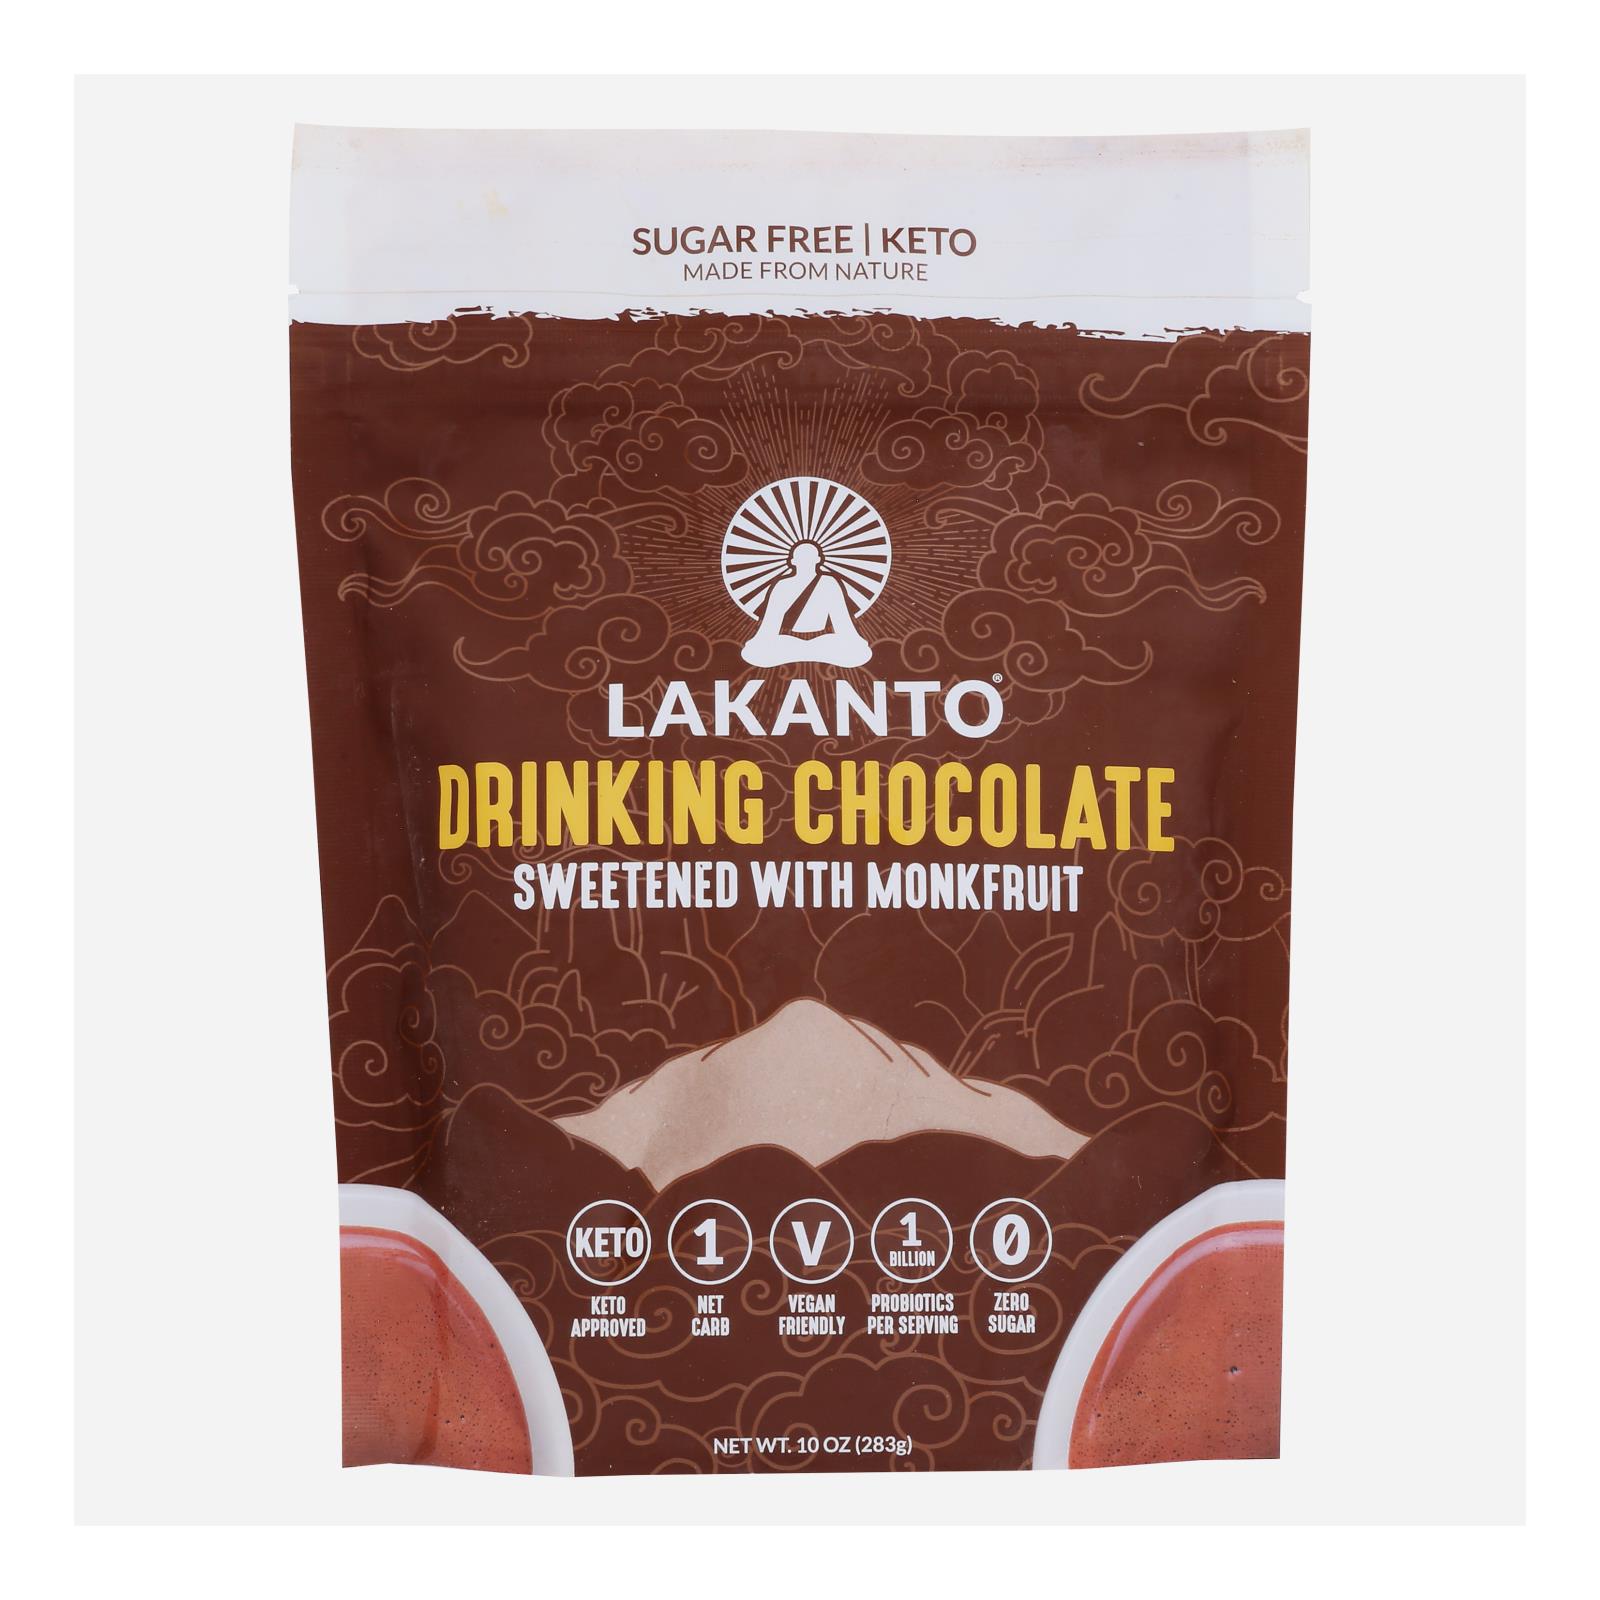 SUGAR FREE | KETO
MADE FROM NATURE
LAKANTO®
DRINKING CHOCOLATE
SWEETENED WITH MONKFRUIT
KETO 1 V 1 BILLION 0
KETO APPROVED
NET CARB
VEGAN FRIENDLY
PROBIOTICS PER SERVING
ZERO SUGAR
NET WT. 10 OZ (283g)